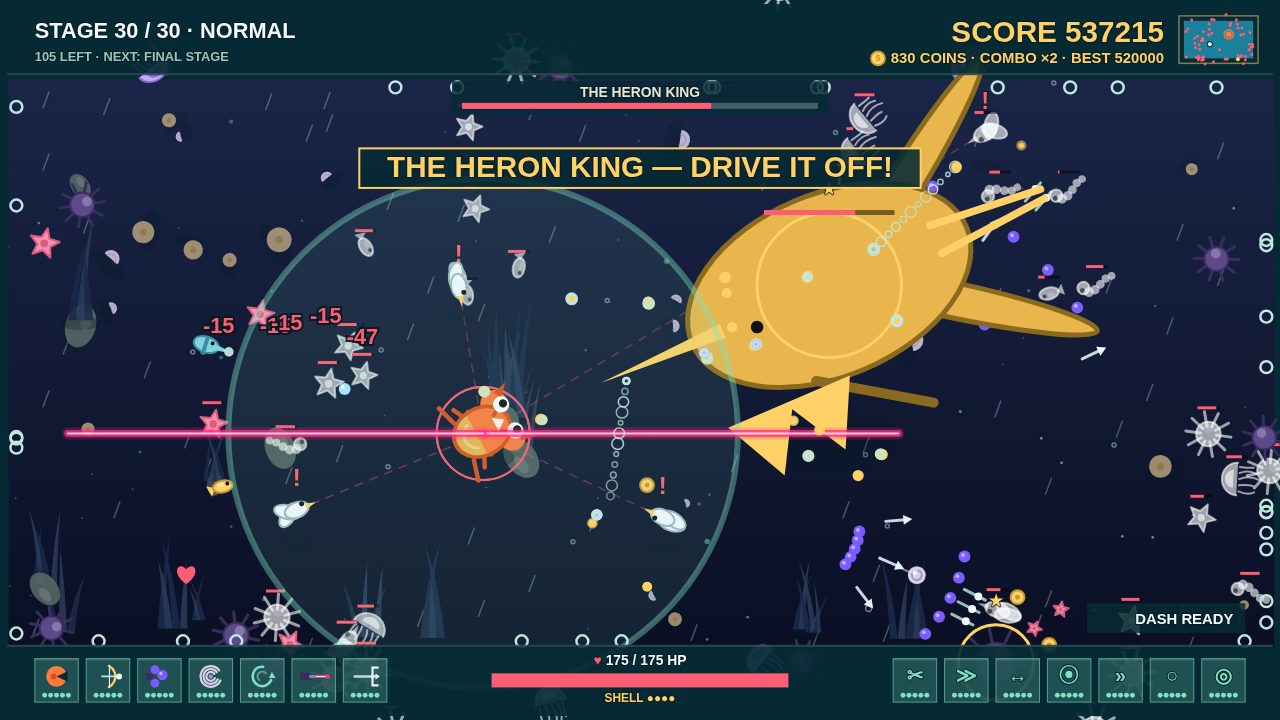 STAGE 30 / 30 · NORMAL
105 LEFT · NEXT: FINAL STAGE
SCORE 537215
830 COINS · COMBO ×2 · BEST 520000
THE HERON KING
THE HERON KING — DRIVE IT OFF!
-15
-15
-15
-47
!
!
!
!
DASH READY
♥ 175 / 175 HP
SHELL ●●●●